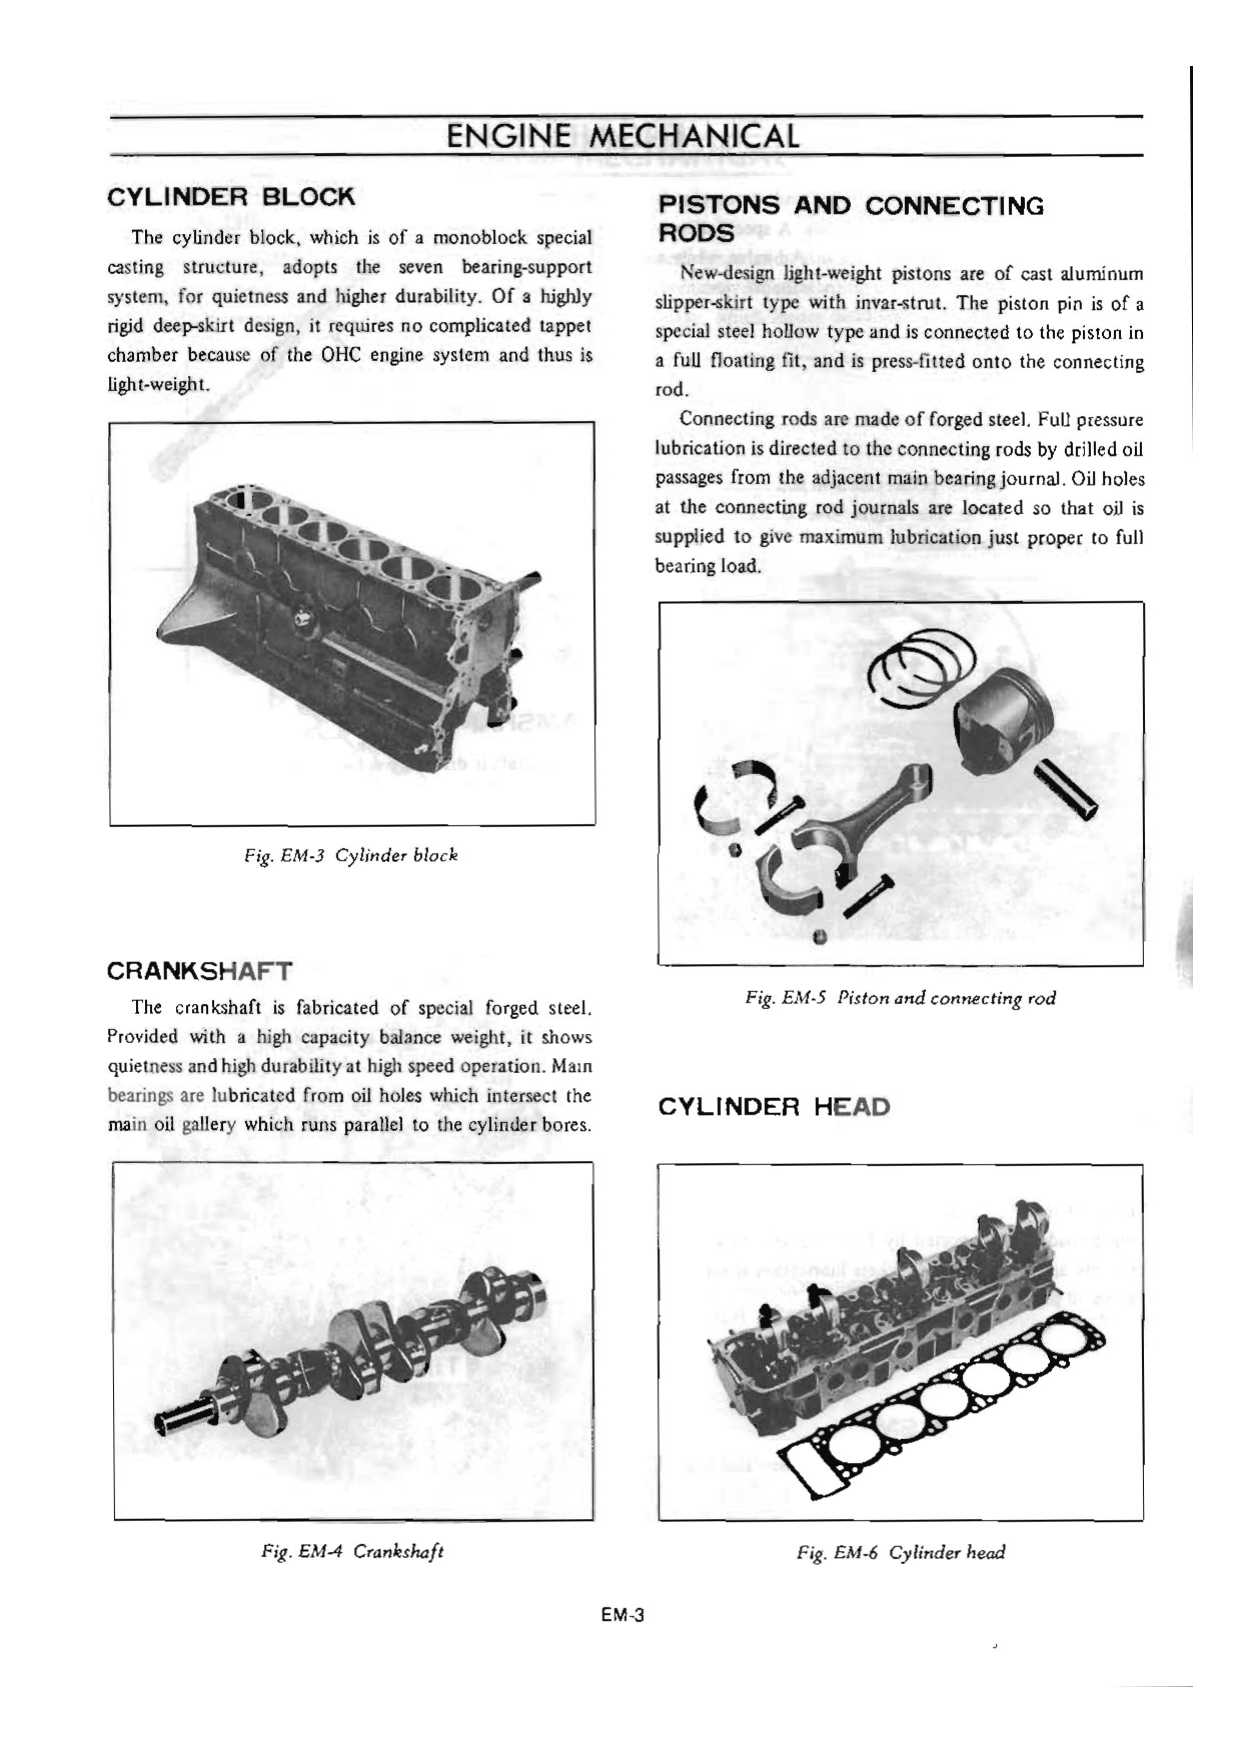 ENGINE MECHANICAL
CYLINDER BLOCK
The cylinder block, which is of a monoblock special
casting structure, adopts the seven bearing-support
system, for quietness and higher durability. Of a highly
rigid deep-skirt design, it requires no complicated tappet
chamber because of the OHC engine system and thus is
light-weight.
Fig. EM-3 Cylinder block
CRANKSHAFT
The crankshaft is fabricated of special forged steel.
Provided with a high capacity balance weight, it shows
quietness and high durability at high speed operation. Main
bearings are lubricated from oil holes which intersect the
main oil gallery which runs parallel to the cylinder bores.
Fig. EM-4 Crankshaft
PISTONS AND CONNECTING
RODS
New-design light-weight pistons are of cast aluminum
slipper-skirt type with invar-strut. The piston pin is of a
special steel hollow type and is connected to the piston in
a full floating fit, and is press-fitted onto the connecting
rod.
Connecting rods are made of forged steel. Full pressure
lubrication is directed to the connecting rods by drilled oil
passages from the adjacent main bearing journal. Oil holes
at the connecting rod journals are located so that oil is
supplied to give maximum lubrication just proper to full
bearing load.
Fig. EM-5 Piston and connecting rod
CYLINDER HEAD
Fig. EM-6 Cylinder head
EM-3